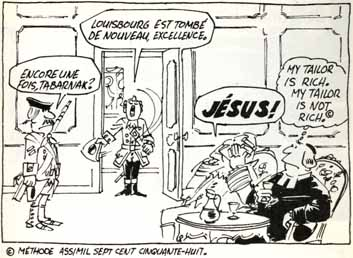 LOUISBOURG EST TOMBÉ
DE NOUVEAU, EXCELLENCE.
ENCORE UNE
FOIS, TABARNAK?
JÉSUS!
MY TAILOR
IS RICH.
MY TAILOR
IS NOT
RICH.©
© MÉTHODE ASSIMIL SEPT CENT CINQUANTE-HUIT.